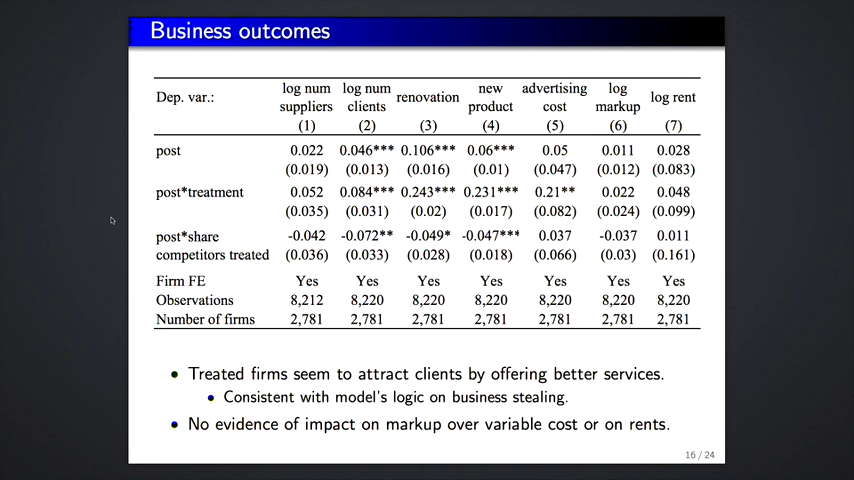 Business outcomes
Dep. var.: log num suppliers log num clients renovation new product advertising cost log markup log rent
(1) (2) (3) (4) (5) (6) (7)
post 0.022 0.046*** 0.106*** 0.06*** 0.05 0.011 0.028
(0.019) (0.013) (0.016) (0.01) (0.047) (0.012) (0.083)
post*treatment 0.052 0.084*** 0.243*** 0.231*** 0.21** 0.022 0.048
(0.035) (0.031) (0.02) (0.017) (0.082) (0.024) (0.099)
post*share -0.042 -0.072** -0.049* -0.047*** 0.037 -0.037 0.011
competitors treated (0.036) (0.033) (0.028) (0.018) (0.066) (0.03) (0.161)
Firm FE Yes Yes Yes Yes Yes Yes Yes
Observations 8,212 8,220 8,220 8,220 8,220 8,220 8,220
Number of firms 2,781 2,781 2,781 2,781 2,781 2,781 2,781
• Treated firms seem to attract clients by offering better services.
• Consistent with model's logic on business stealing.
• No evidence of impact on markup over variable cost or on rents.
16 / 24